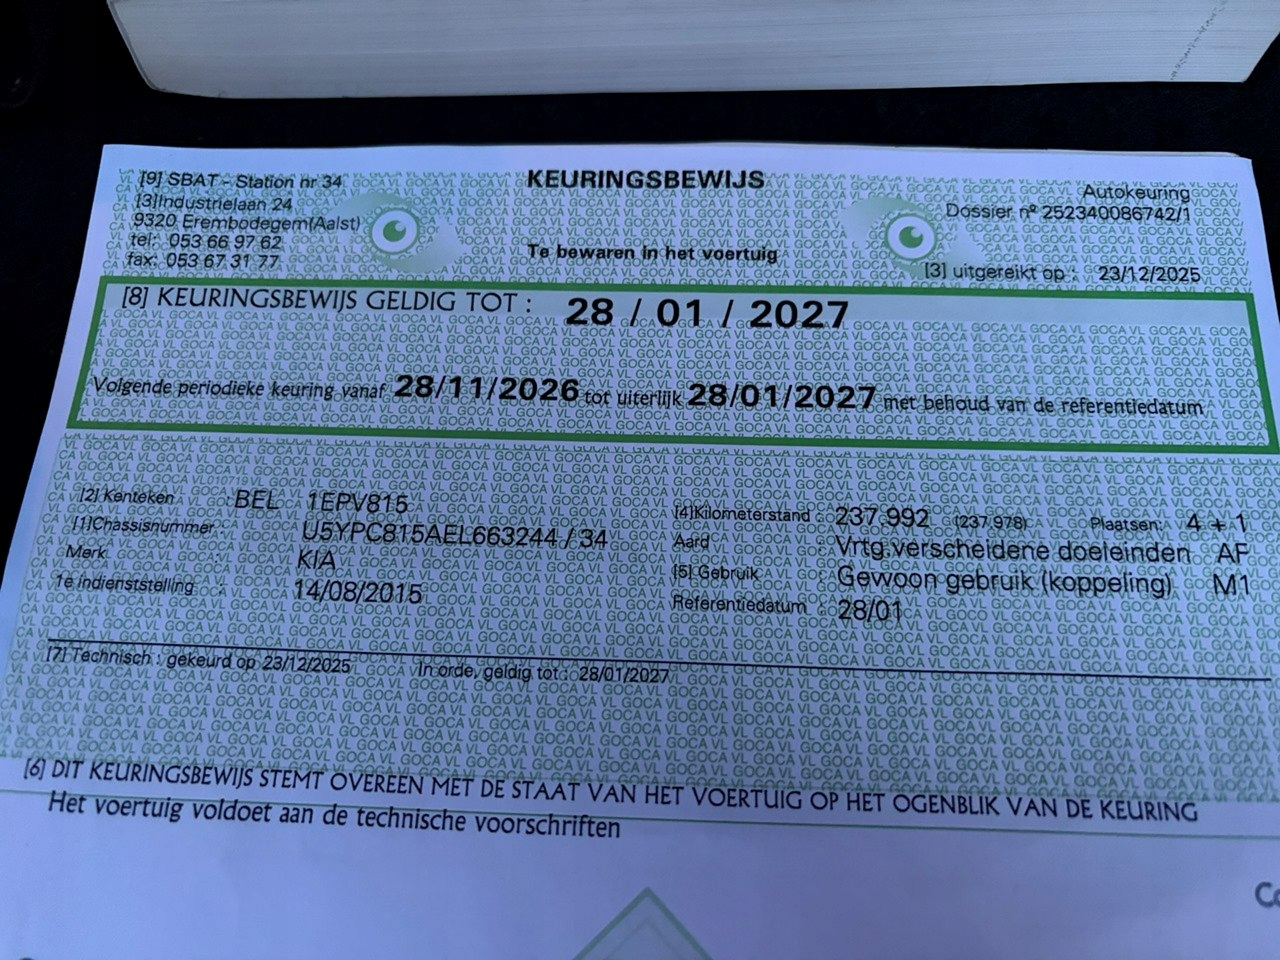 [9] SBAT - Station nr 34
KEURINGSBEWIJS
Autokeuring
[3]Industrielaan 24
Dossier nº 252340086742/1
9320 Erembodegem(Aalst)
tel: 053 66 97 62
Te bewaren in het voertuig
fax: 053 67 31 77
[3] uitgereikt op : 23/12/2025
[8] KEURINGSBEWIJS GELDIG TOT : 28 / 01 / 2027
Volgende periodieke keuring vanaf 28/11/2026 tot uiterlijk 28/01/2027 met behoud van de referentiedatum
[2] Kenteken : BEL 1EPV815
[1]Chassisnummer : U5YPC815AEL663244 / 34
Merk : KIA
1e indienststelling : 14/08/2015
[4]Kilometerstand : 237.992 (237.978) Plaatsen: 4 + 1
Aard : Vrtg.verscheidene doeleinden AF
[5] Gebruik : Gewoon gebruik (koppeling) M1
Referentiedatum : 28/01
[7] Technisch : gekeurd op 23/12/2025 In orde, geldig tot : 28/01/2027
[6] DIT KEURINGSBEWIJS STEMT OVEREEN MET DE STAAT VAN HET VOERTUIG OP HET OGENBLIK VAN DE KEURING
Het voertuig voldoet aan de technische voorschriften